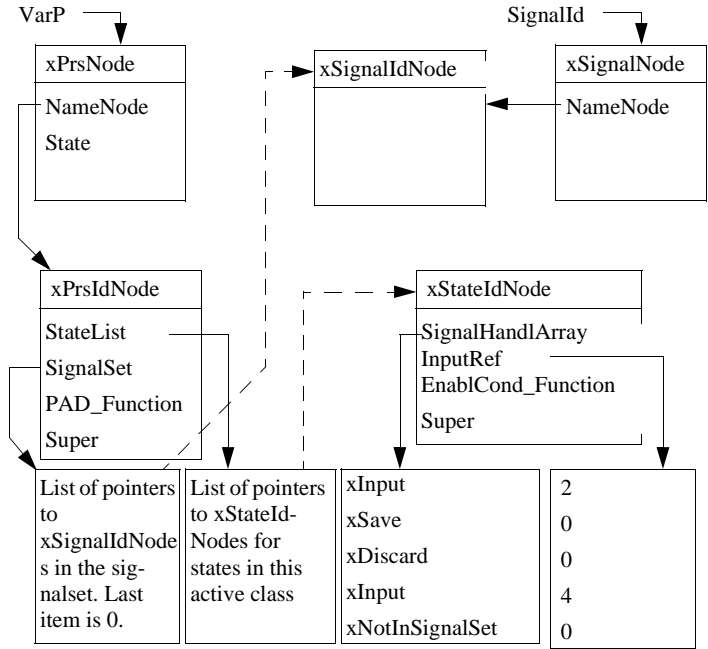 VarP
SignalId
xPrsNode
NameNode
State
xSignalIdNode
xSignalNode
NameNode
xPrsIdNode
StateList
SignalSet
PAD_Function
Super
xStateIdNode
SignalHandlArray
InputRef
EnablCond_Function
Super
List of pointers
to
xSignalIdNode
s in the sig-
nalset. Last
item is 0.
List of pointers
to xStateId-
Nodes for
states in this
active class
xInput
xSave
xDiscard
xInput
xNotInSignalSet
2
0
0
4
0